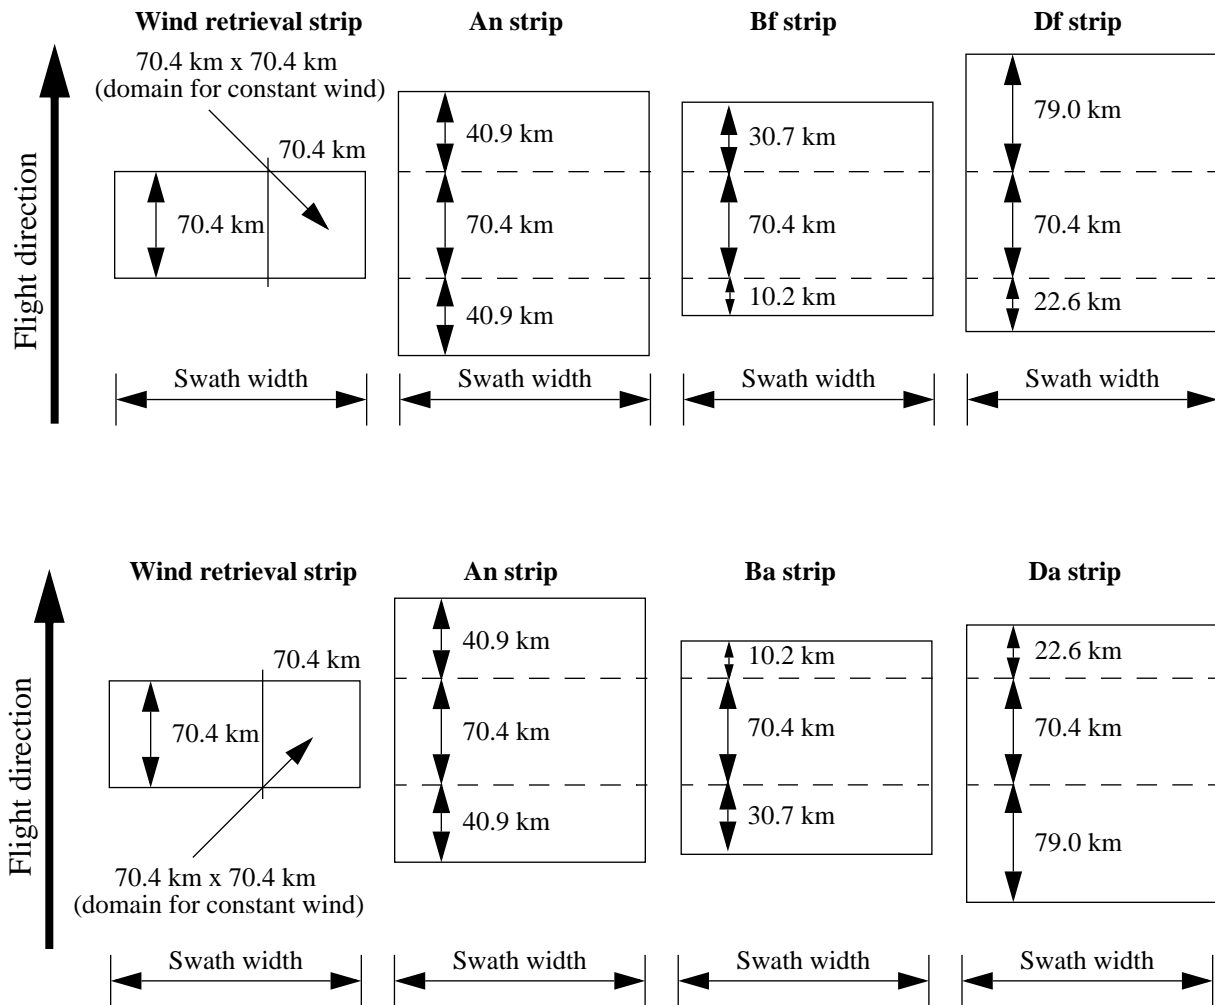 Wind retrieval strip
An strip
Bf strip
Df strip
70.4 km x 70.4 km
(domain for constant wind)
70.4 km
70.4 km
40.9 km
70.4 km
40.9 km
30.7 km
70.4 km
10.2 km
79.0 km
70.4 km
22.6 km
Flight direction
Swath width
Swath width
Swath width
Swath width
Wind retrieval strip
An strip
Ba strip
Da strip
70.4 km
70.4 km
70.4 km x 70.4 km
(domain for constant wind)
40.9 km
70.4 km
40.9 km
10.2 km
70.4 km
30.7 km
22.6 km
70.4 km
79.0 km
Flight direction
Swath width
Swath width
Swath width
Swath width